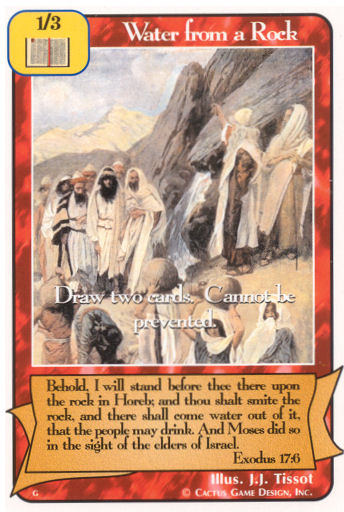 1/3
Water from a Rock
Draw two cards. Cannot be
prevented.
Behold, I will stand before thee there upon
the rock in Horeb; and thou shalt smite the
rock, and there shall come water out of it,
that the people may drink. And Moses did so
in the sight of the elders of Israel.
Exodus 17:6
Illus. J.J. Tissot
G
© Cactus Game Design, Inc.